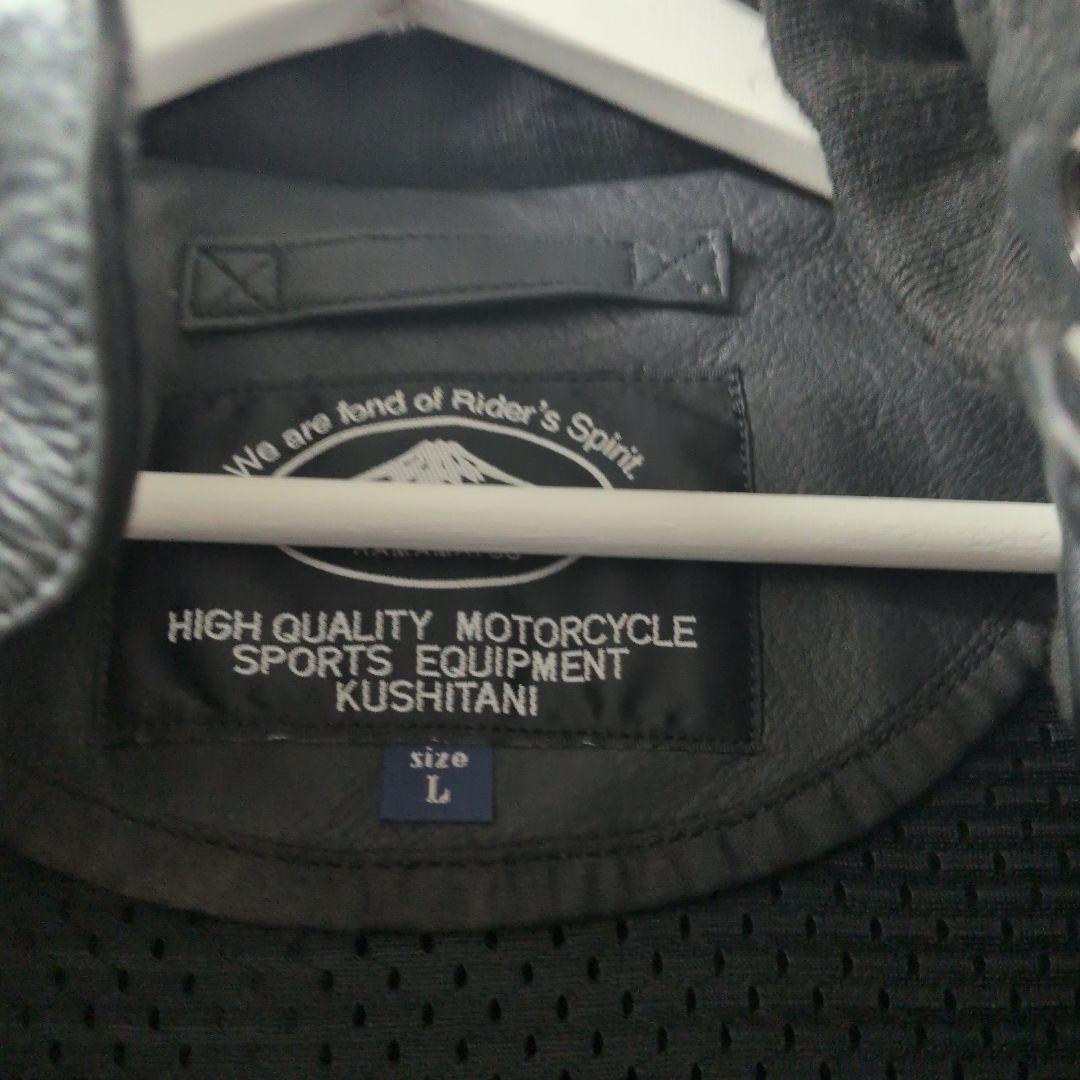 We are fond of Rider's Spirit
HIGH QUALITY MOTORCYCLE
SPORTS EQUIPMENT
KUSHITANI
size
L